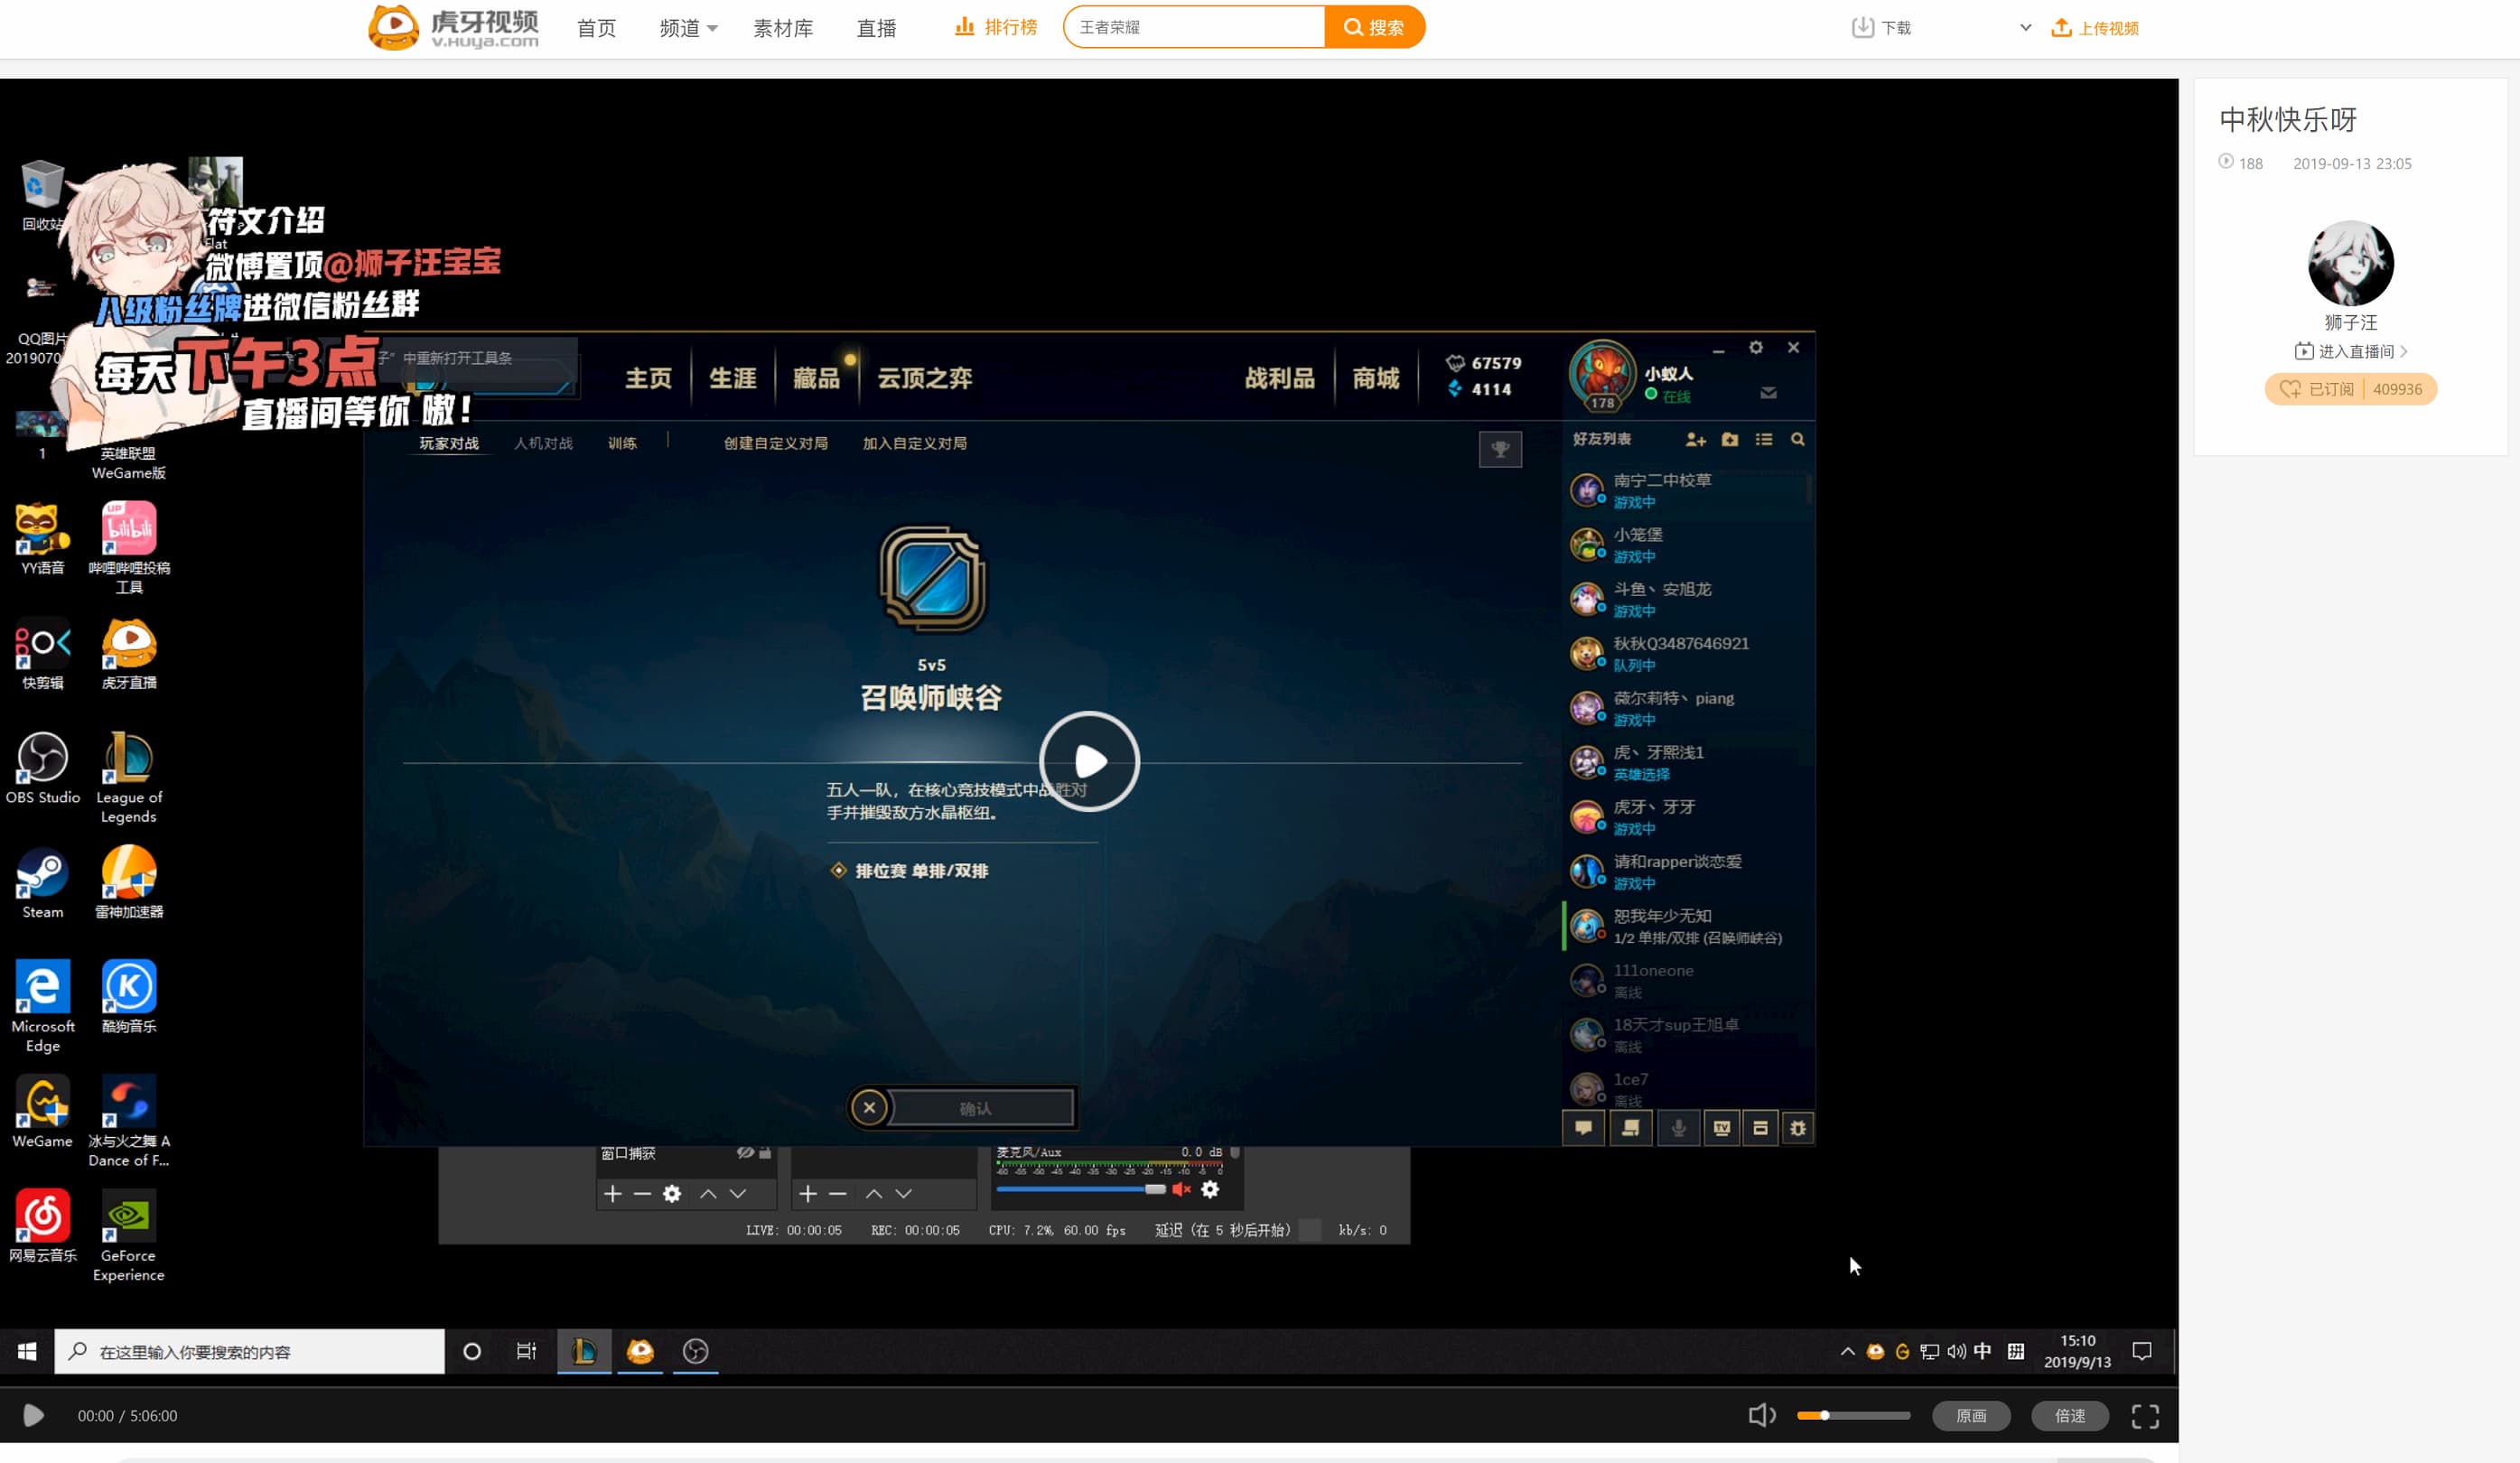 虎牙视频
v.Huya.com
首页
频道
素材库
直播
排行榜
王者荣耀
搜索
下载
上传视频
中秋快乐呀
188 2019-09-13 23:05
狮子汪
进入直播间
已订阅 409936
符文介绍
微博置顶@狮子汪宝宝
八级粉丝牌进微信粉丝群
每天下午3点
直播间等你 嗷!
回收站
QQ图片
1
英雄联盟
WeGame版
YY语音
哔哩哔哩投稿
工具
快剪辑
虎牙直播
OBS Studio
League of
Legends
Steam
雷神加速器
Microsoft
Edge
酷狗音乐
WeGame
冰与火之舞 A
Dance of F...
网易云音乐
GeForce
Experience
中重新打开工具条
主页
生涯
藏品
云顶之弈
战利品
商城
67579
4114
178
小蚁人
在线
玩家对战
人机对战
训练
创建自定义对局
加入自定义对局
5v5
召唤师峡谷
五人一队，在核心竞技模式中战胜对
手并摧毁敌方水晶枢纽。
排位赛 单排/双排
确认
好友列表
南宁二中校草
游戏中
小笼堡
游戏中
斗鱼丶安旭龙
游戏中
秋秋Q3487646921
队列中
薇尔莉特丶piang
游戏中
虎丶牙熙浅1
英雄选择
虎牙丶牙牙
游戏中
请和rapper谈恋爱
游戏中
恕我年少无知
1/2 单排/双排 (召唤师峡谷)
111oneone
离线
18天才sup王旭卓
离线
1ce7
离线
窗口捕获
麦克风/Aux 0.0 dB
-60 -55 -50 -45 -40 -35 -30 -25 -20 -15 -10 -5 0
LIVE: 00:00:05 REC: 00:00:05 CPU: 7.2%, 60.00 fps 延迟 (在 5 秒后开始) kb/s: 0
在这里输入你要搜索的内容
中
拼
15:10
2019/9/13
00:00 / 5:06:00
原画
倍速